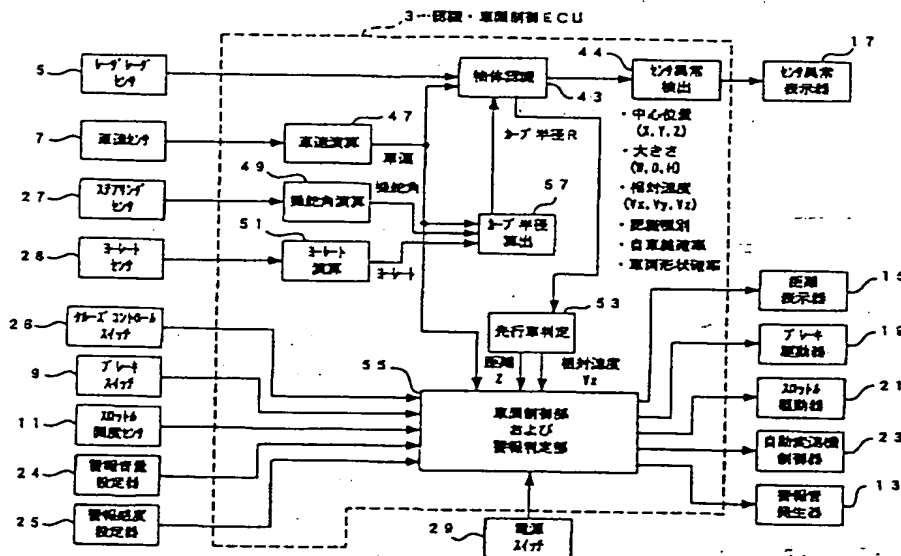 3…認識・車間制御ECU
5
レーザレーダ
センサ
物体認識
43
44
センサ異常
検出
17
センサ異常
表示器
7
車速センサ
47
車速演算
車速
カーブ半径R
・中心位置
(X,Y,Z)
・大きさ
(W,D,H)
・相対速度
(Vx,Vy,Vz)
・認識種別
・自車線確率
・車両形状確率
27
ステアリング
センサ
49
操舵角演算
操舵角
57
カーブ半径
算出
28
ヨーレート
センサ
51
ヨーレート
演算
ヨーレート
53
先行車判定
距離
Z
相対速度
Vz
15
距離
表示器
26
クルーズコントロール
スイッチ
9
ブレーキ
スイッチ
55
車間制御部
および
警報判定部
19
ブレーキ
駆動器
21
スロットル
駆動器
11
スロットル
開度センサ
23
自動変速機
制御器
24
警報音量
設定器
13
警報音
発生器
25
警報感度
設定器
29
電源
スイッチ